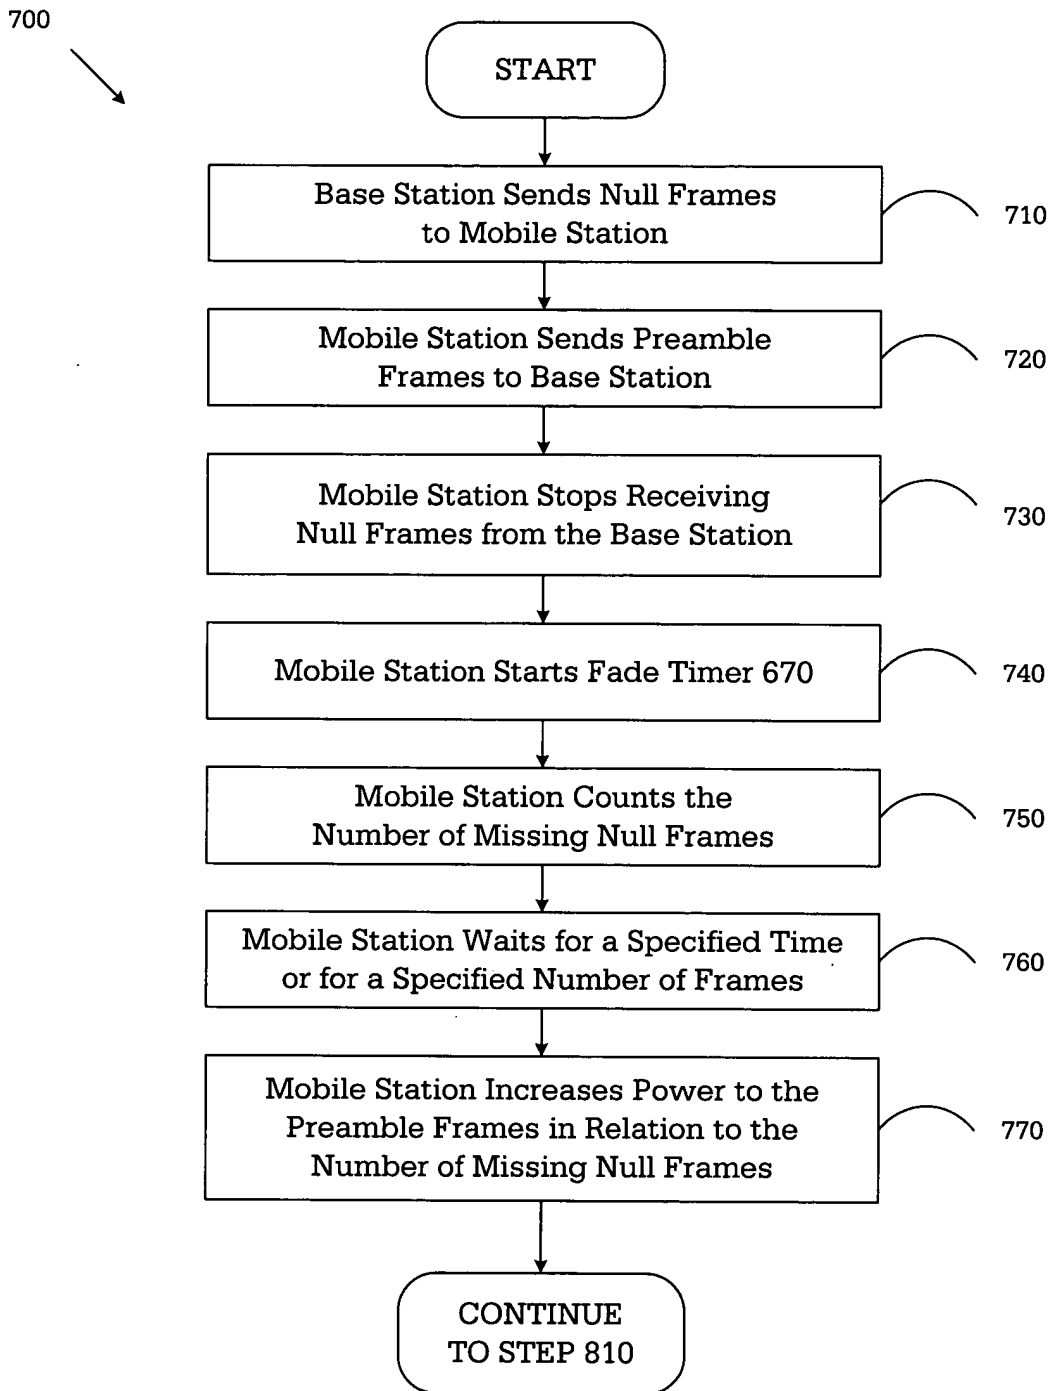 700
START
Base Station Sends Null Frames
to Mobile Station
710
Mobile Station Sends Preamble
Frames to Base Station
720
Mobile Station Stops Receiving
Null Frames from the Base Station
730
Mobile Station Starts Fade Timer 670
740
Mobile Station Counts the
Number of Missing Null Frames
750
Mobile Station Waits for a Specified Time
or for a Specified Number of Frames
760
Mobile Station Increases Power to the
Preamble Frames in Relation to the
Number of Missing Null Frames
770
CONTINUE
TO STEP 810